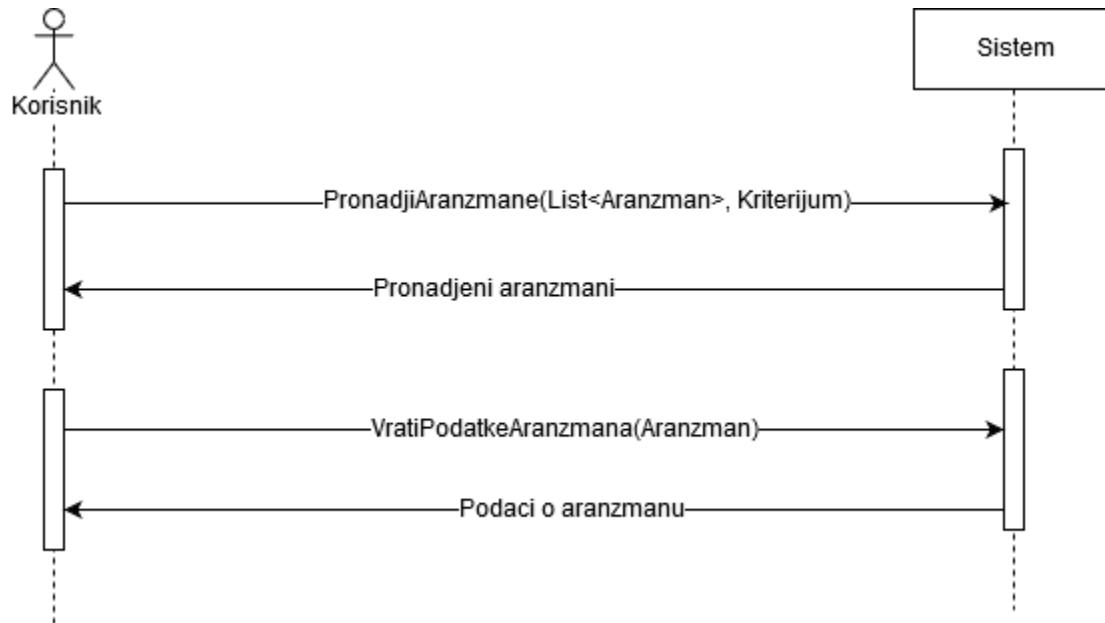 Korisnik
Sistem
PronadjiAranzmane(List<Aranzman>, Kriterijum)
Pronadjeni aranzmani
VratiPodatkeAranzmana(Aranzman)
Podaci o aranzmanu